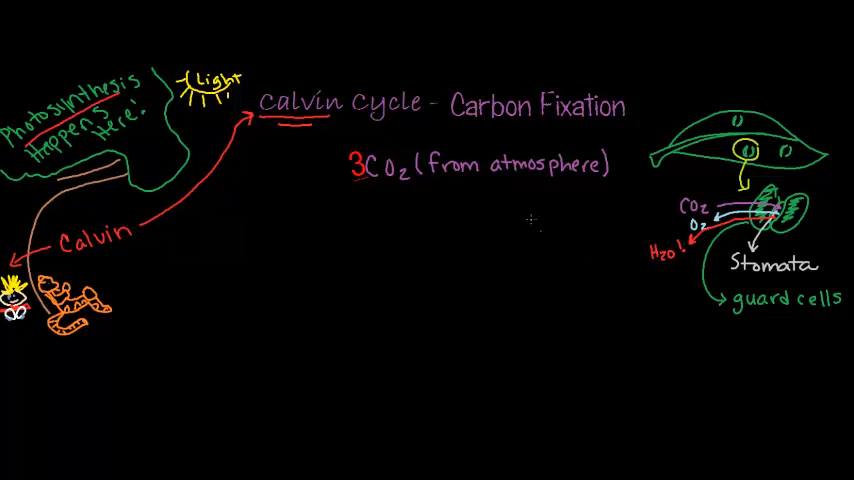 Photosynthesis
Happens
Here!
Light
Calvin Cycle - Carbon Fixation
3CO2 (from atmosphere)
Calvin
CO2
O2
H2O!
Stomata
guard cells